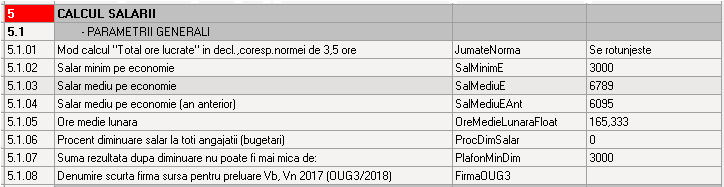 5 CALCUL SALARII
5.1 - PARAMETRII GENERALI
5.1.01 Mod calcul "Total ore lucrate" in decl.,coresp.normei de 3,5 ore JumateNorma Se rotunjeste
5.1.02 Salar minim pe economie SalMinimE 3000
5.1.03 Salar mediu pe economie SalMediuE 6789
5.1.04 Salar mediu pe economie (an anterior) SalMediuEAnt 6095
5.1.05 Ore medie lunara OreMedieLunaraFloat 165,333
5.1.06 Procent diminuare salar la toti angajatii (bugetari) ProcDimSalar 0
5.1.07 Suma rezultata dupa diminuare nu poate fi mai mica de: PlafonMinDim 3000
5.1.08 Denumire scurta firma sursa pentru preluare Vb, Vn 2017 (OUG3/2018) FirmaOUG3